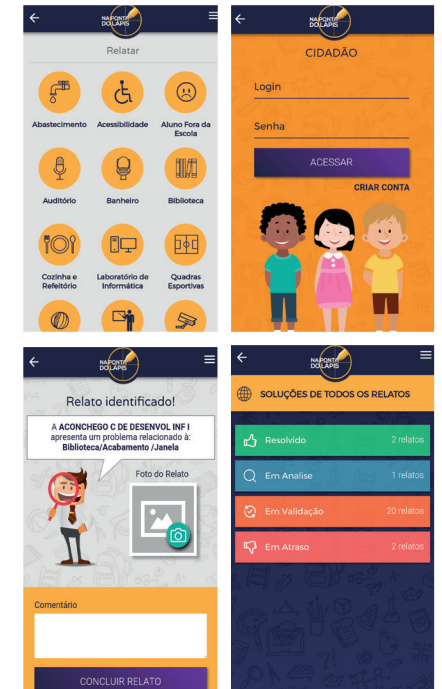 NA PONTA
DO LÁPIS
Relatar
Abastecimento
Acessibilidade
Aluno Fora da
Escola
Auditório
Banheiro
Biblioteca
Cozinha e
Refeitório
Laboratório de
Informática
Quadras
Esportivas
NA PONTA
DO LÁPIS
CIDADÃO
Login
Senha
ACESSAR
CRIAR CONTA
NA PONTA
DO LÁPIS
Relato identificado!
A ACONCHEGO C DE DESENVOL INF I
apresenta um problema relacionado à:
Biblioteca/Acabamento /Janela
Foto do Relato
Comentário
CONCLUIR RELATO
NA PONTA
DO LÁPIS
SOLUÇÕES DE TODOS OS RELATOS
Resolvido 2 relatos
Em Analise 1 relatos
Em Validação 20 relatos
Em Atraso 2 relatos